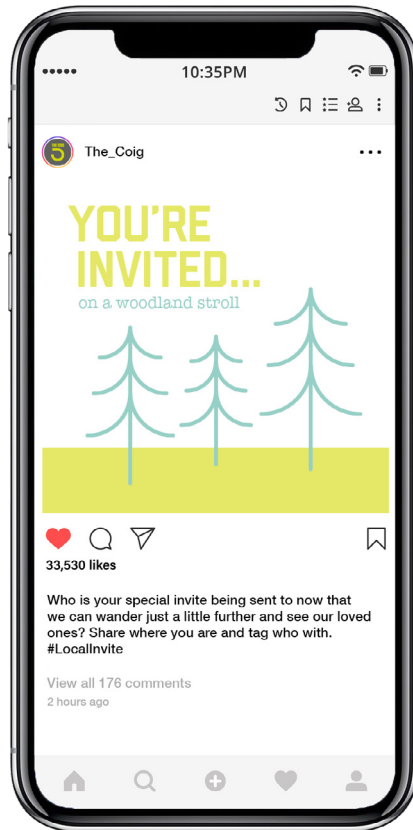 10:35PM
The_Coig
YOU'RE
INVITED...
on a woodland stroll
33,530 likes
Who is your special invite being sent to now that
we can wander just a little further and see our loved
ones? Share where you are and tag who with.
#LocalInvite
View all 176 comments
2 hours ago